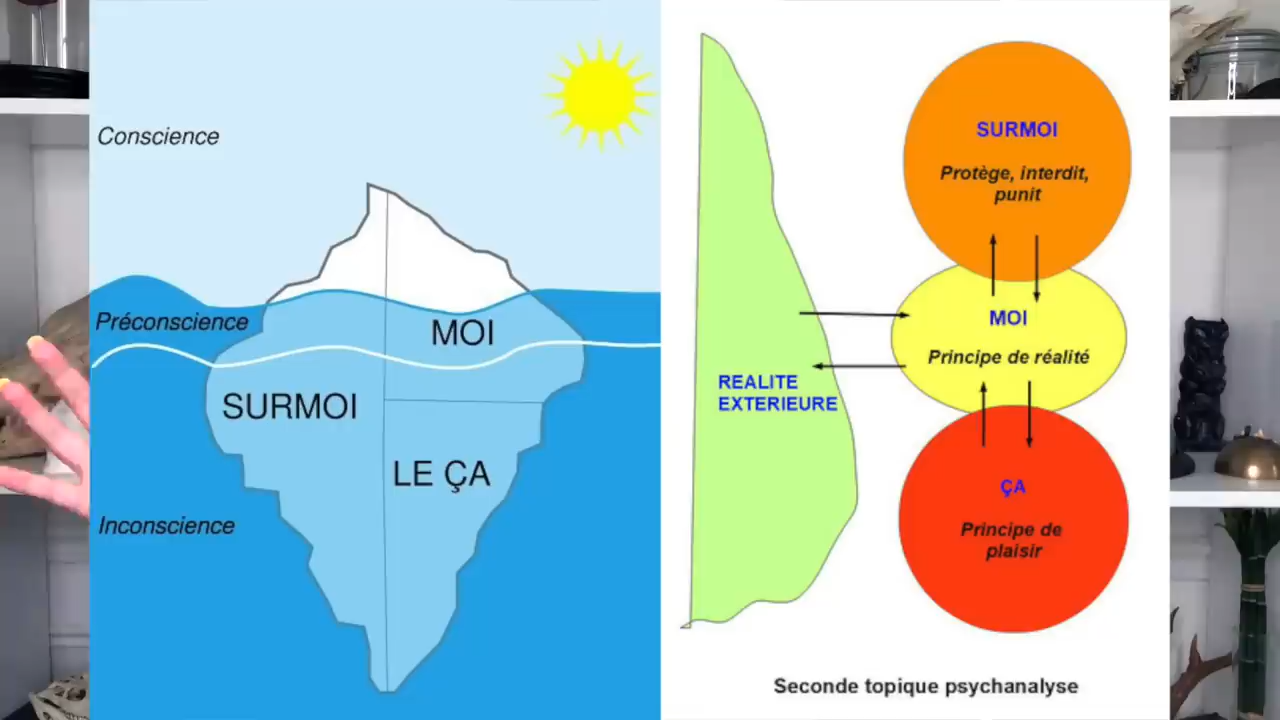 Conscience
Préconscience
MOI
SURMOI
LE ÇA
Inconscience
SURMOI
Protège, interdit,
punit
MOI
Principe de réalité
REALITE
EXTERIEURE
ÇA
Principe de
plaisir
Seconde topique psychanalyse